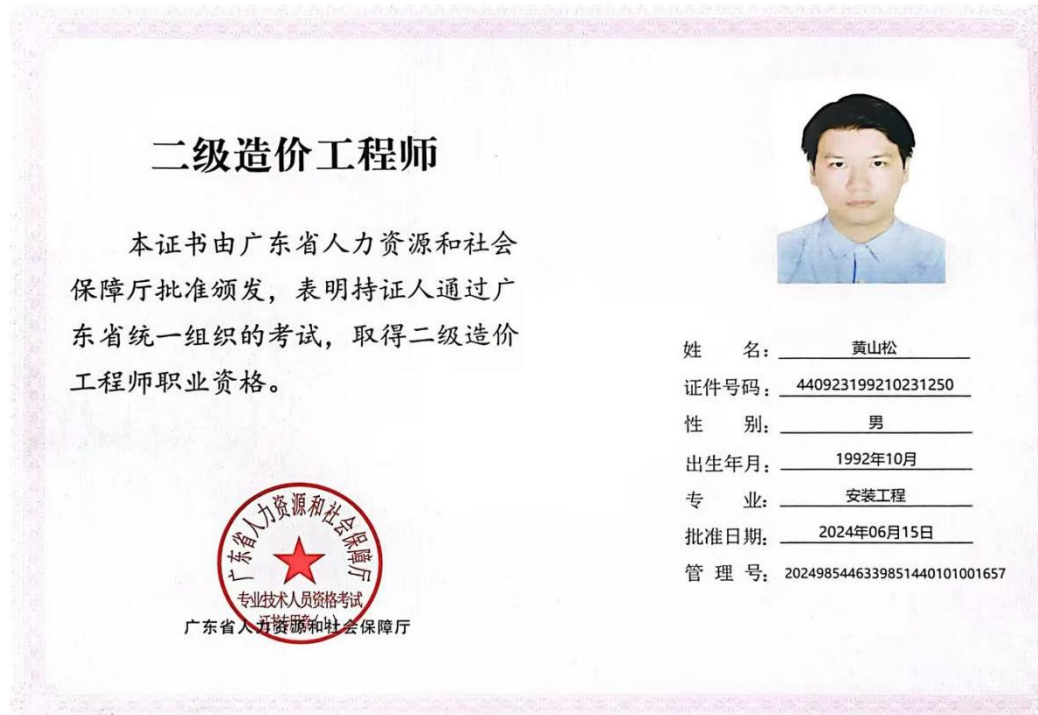 二级造价工程师
本证书由广东省人力资源和社会
保障厅批准颁发，表明持证人通过广
东省统一组织的考试，取得二级造价
工程师职业资格。
广东省人力资源和社会保障厅
专业技术人员资格考试
广东省人力资源和社会保障厅
姓 名：黄山松
证件号码：440923199210231250
性 别：男
出生年月：1992年10月
专 业：安装工程
批准日期：2024年06月15日
管 理 号：20249854463398514401010016​57